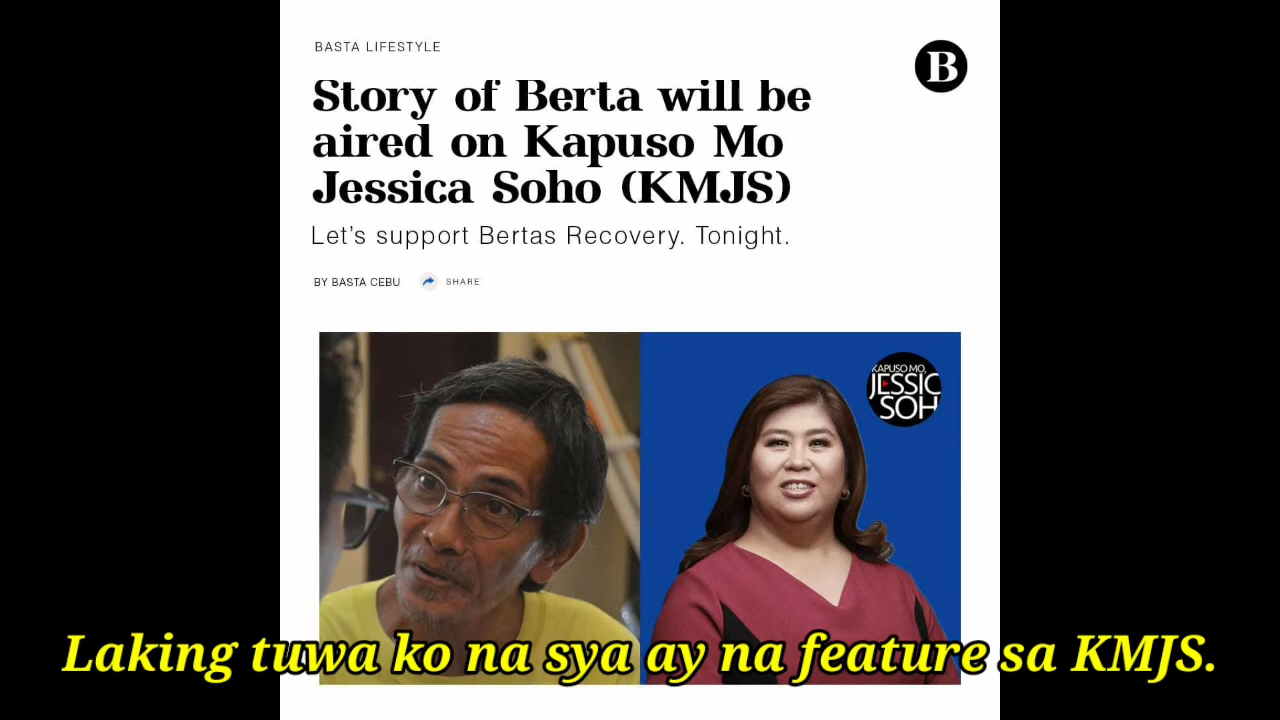 BASTA LIFESTYLE
B
Story of Berta will be
aired on Kapuso Mo
Jessica Soho (KMJS)
Let's support Bertas Recovery. Tonight.
BY BASTA CEBU SHARE
KAPUSO MO,
JESSIC
SOH
Laking tuwa ko na sya ay na feature sa KMJS.